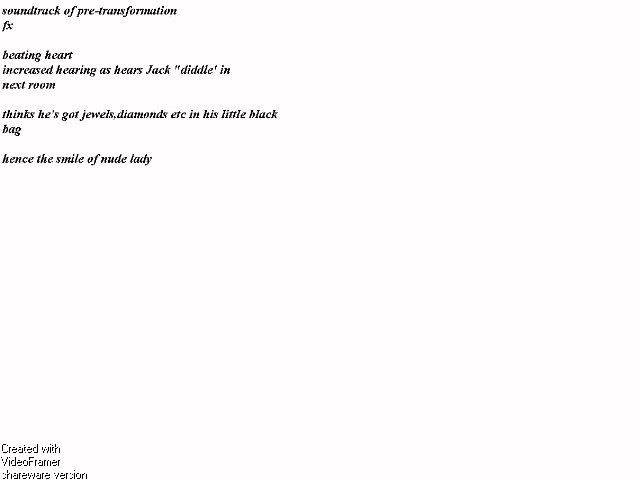 soundtrack of pre-transformation
fx
beating heart
increased hearing as hears Jack "diddle' in
next room
thinks he's got jewels,diamonds etc in his little black
bag
hence the smile of nude lady
Created with
VideoFramer
shareware version